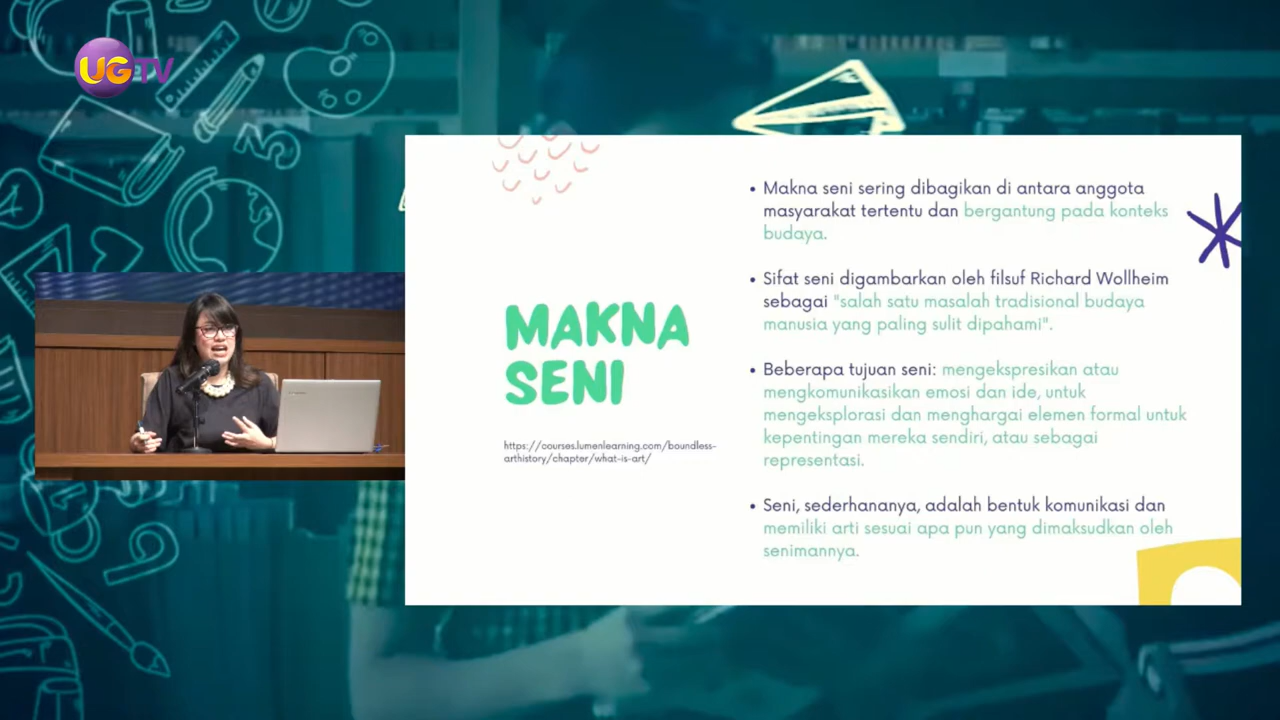 UGTV
MAKNA
SENI
https://courses.lumenlearning.com/boundless-
arthistory/chapter/what-is-art/
• Makna seni sering dibagikan di antara anggota
masyarakat tertentu dan bergantung pada konteks
budaya.
• Sifat seni digambarkan oleh filsuf Richard Wollheim
sebagai "salah satu masalah tradisional budaya
manusia yang paling sulit dipahami".
• Beberapa tujuan seni: mengekspresikan atau
mengkomunikasikan emosi dan ide, untuk
mengeksplorasi dan menghargai elemen formal untuk
kepentingan mereka sendiri, atau sebagai
representasi.
• Seni, sederhananya, adalah bentuk komunikasi dan
memiliki arti sesuai apa pun yang dimaksudkan oleh
senimannya.